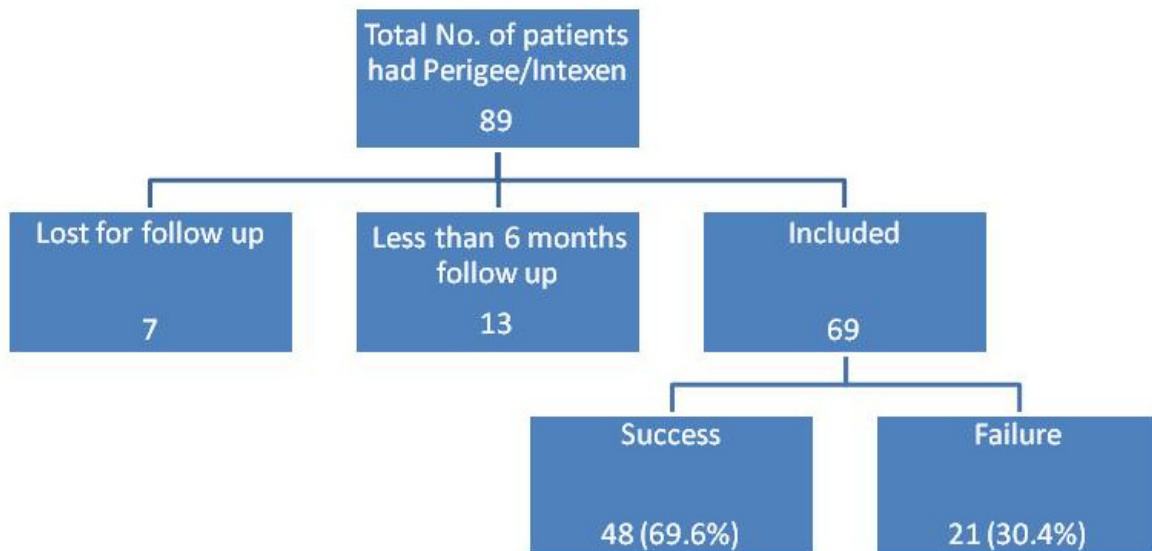 Total No. of patients
had Perigee/Intexen
89
Lost for follow up
7
Less than 6 months
follow up
13
Included
69
Success
48 (69.6%)
Failure
21 (30.4%)